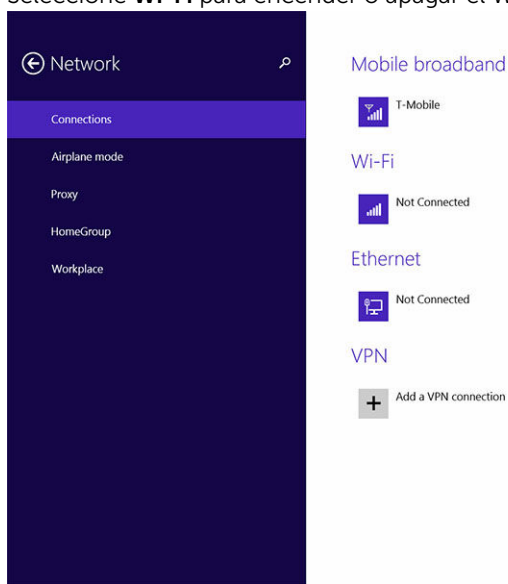 Seleccione Wi-Fi para encender o apagar el
Network
Connections
Airplane mode
Proxy
HomeGroup
Workplace
Mobile broadband
T-Mobile
Wi-Fi
Not Connected
Ethernet
Not Connected
VPN
Add a VPN connection